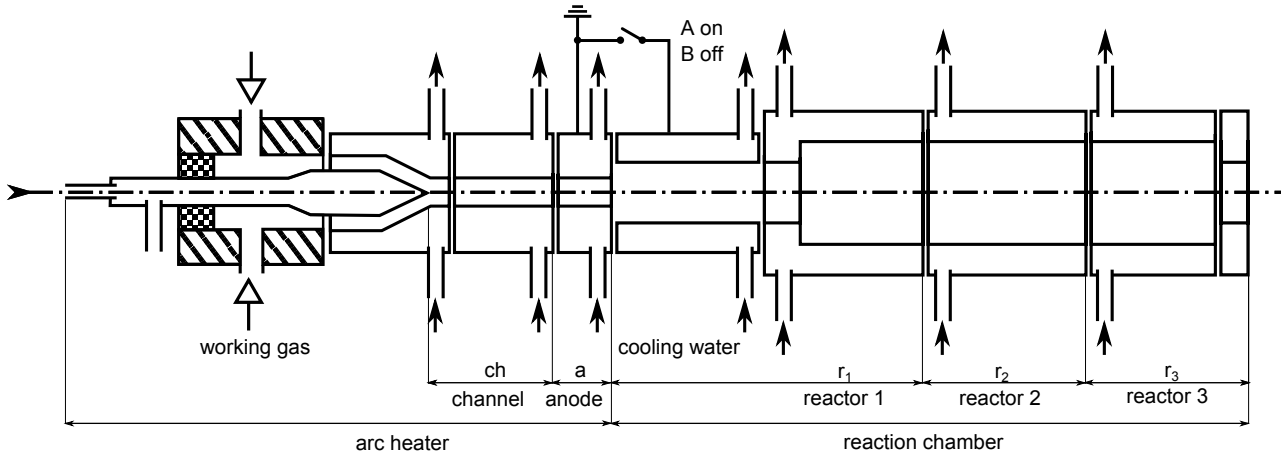 A on
B off
working gas
cooling water
ch
channel
a
anode
r₁
reactor 1
r₂
reactor 2
r₃
reactor 3
arc heater
reaction chamber